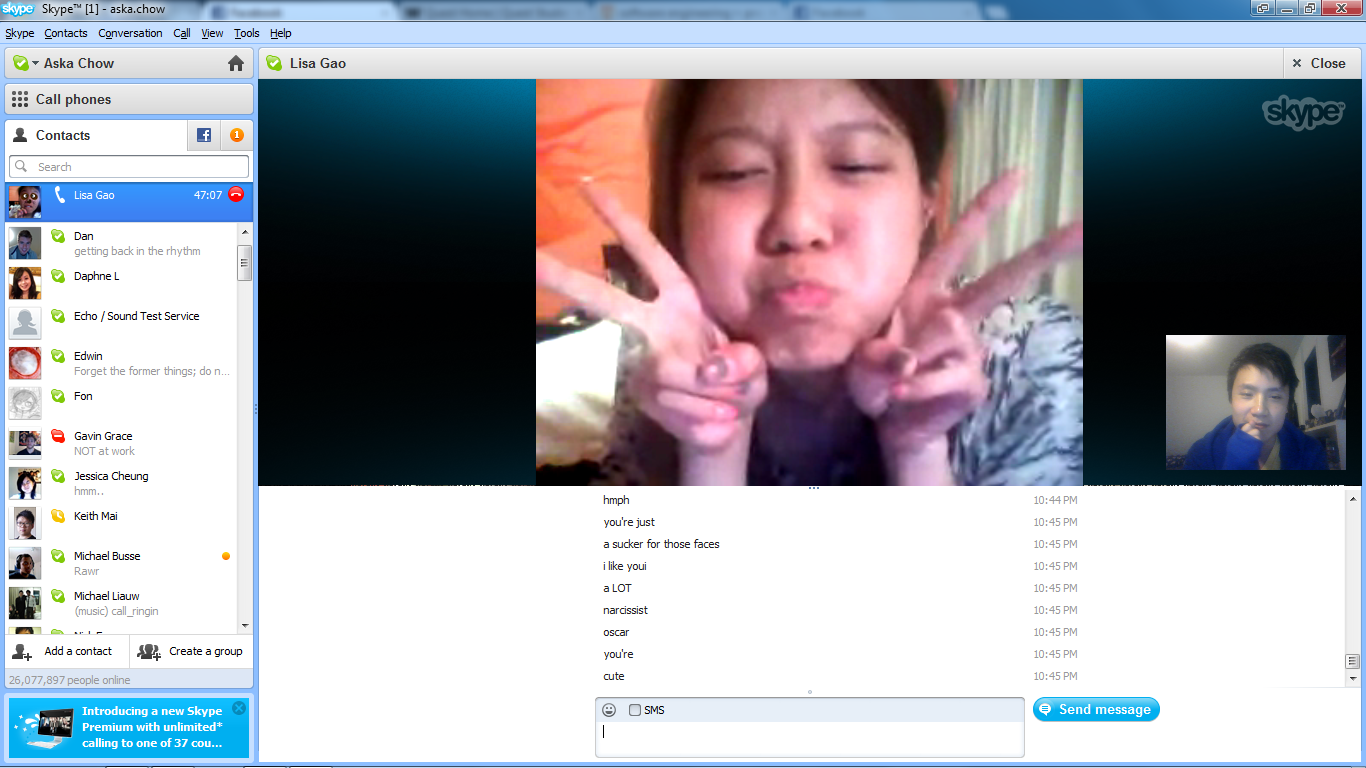 skype Skype™ [1] - aska.chow
Facebook
Facebook
Skype Contacts Conversation Call View Tools Help
Aska Chow
Lisa Gao
Close
Call phones
skype™
Contacts
1
Search
Lisa Gao 47:07
Dan
getting back in the rhythm
Daphne L
Echo / Sound Test Service
Edwin
Forget the former things; do n...
Fon
Gavin Grace
NOT at work
Jessica Cheung
hmm..
Keith Mai
Michael Busse
Rawr
Michael Liauw
(music) call_ringin
Add a contact
Create a group
26,077,897 people online
Introducing a new Skype
Premium with unlimited*
calling to one of 37 cou...
hmph 10:44 PM
you're just 10:45 PM
a sucker for those faces 10:45 PM
i like youi 10:45 PM
a LOT 10:45 PM
narcissist 10:45 PM
oscar 10:45 PM
you're 10:45 PM
cute 10:45 PM
SMS
Send message